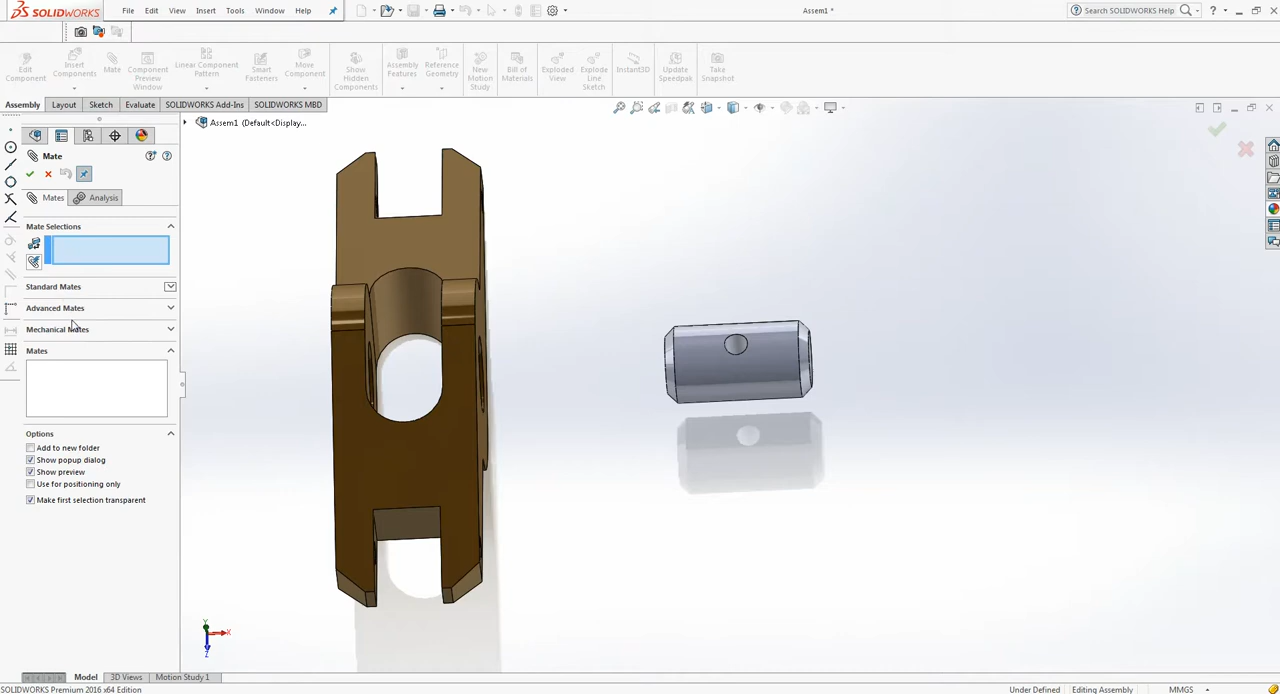 SOLIDWORKS File Edit View Insert Tools Window Help Assem1 * Search SOLIDWORKS Help
Edit Component
Insert Components
Mate
Component Preview Window
Linear Component Pattern
Smart Fasteners
Move Component
Show Hidden Components
Assembly Features
Reference Geometry
New Motion Study
Bill of Materials
Exploded View
Explode Line Sketch
Instant3D
Update Speedpak
Take Snapshot
Assembly Layout Sketch Evaluate SOLIDWORKS Add-Ins SOLIDWORKS MBD
Assem1 (Default<Display...
Mate
Mates Analysis
Mate Selections
Standard Mates
Advanced Mates
Mechanical Mates
Mates
Options
Add to new folder
Show popup dialog
Show preview
Use for positioning only
Make first selection transparent
Y
X
Z
Model 3D Views Motion Study 1
SOLIDWORKS Premium 2016 x64 Edition Under Defined Editing Assembly MMGS